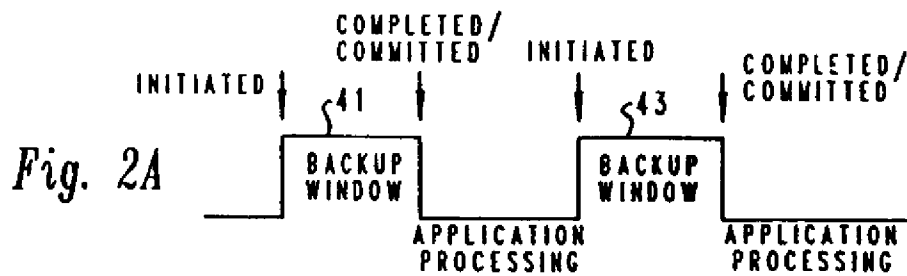 INITIATED
COMPLETED/
COMMITTED
INITIATED
COMPLETED/
COMMITTED
41
43
Fig. 2A
BACKUP
WINDOW
BACKUP
WINDOW
APPLICATION
PROCESSING
APPLICATION
PROCESSING